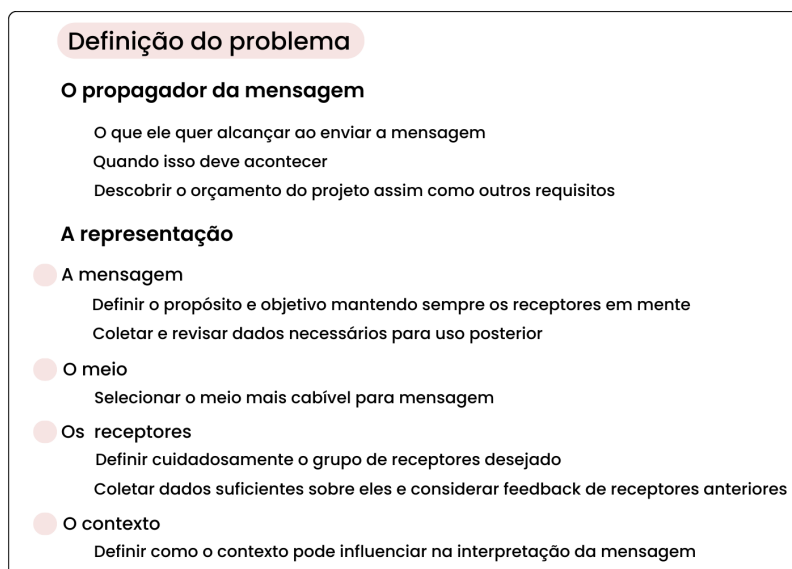 Definição do problema
O propagador da mensagem
O que ele quer alcançar ao enviar a mensagem
Quando isso deve acontecer
Descobrir o orçamento do projeto assim como outros requisitos
A representação
A mensagem
Definir o propósito e objetivo mantendo sempre os receptores em mente
Coletar e revisar dados necessários para uso posterior
O meio
Selecionar o meio mais cabível para mensagem
Os receptores
Definir cuidadosamente o grupo de receptores desejado
Coletar dados suficientes sobre eles e considerar feedback de receptores anteriores
O contexto
Definir como o contexto pode influenciar na interpretação da mensagem